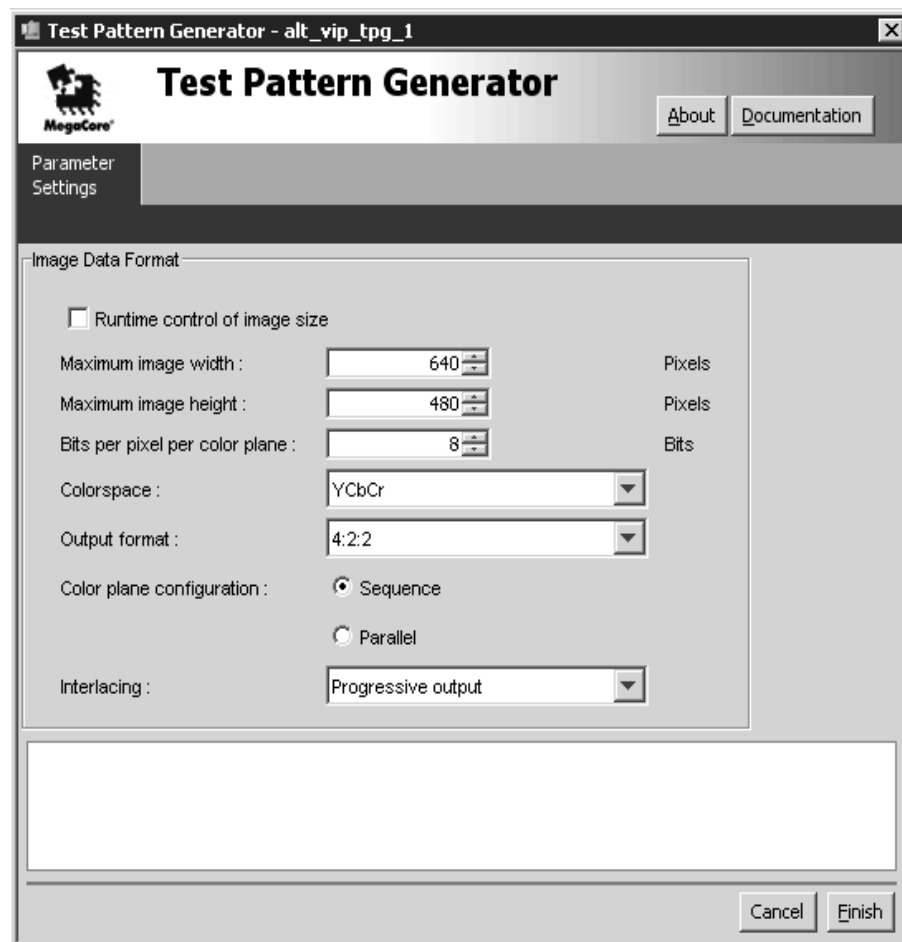 Test Pattern Generator - alt_vip_tpg_1
MegaCore®
Test Pattern Generator
About
Documentation
Parameter
Settings
Image Data Format
Runtime control of image size
Maximum image width : 640 Pixels
Maximum image height : 480 Pixels
Bits per pixel per color plane : 8 Bits
Colorspace : YCbCr
Output format : 4:2:2
Color plane configuration : Sequence
Parallel
Interlacing : Progressive output
Cancel
Finish